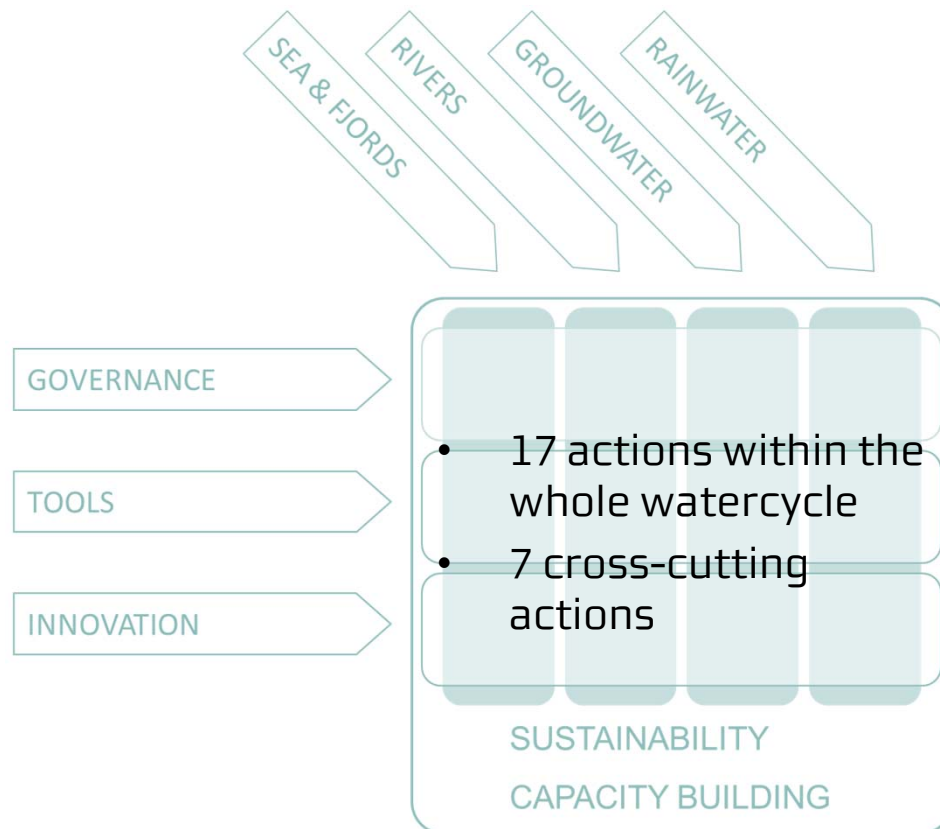 SEA & FJORDS
RIVERS
GROUNDWATER
RAINWATER
GOVERNANCE
TOOLS
INNOVATION
• 17 actions within the
whole watercycle
• 7 cross-cutting
actions
SUSTAINABILITY
CAPACITY BUILDING